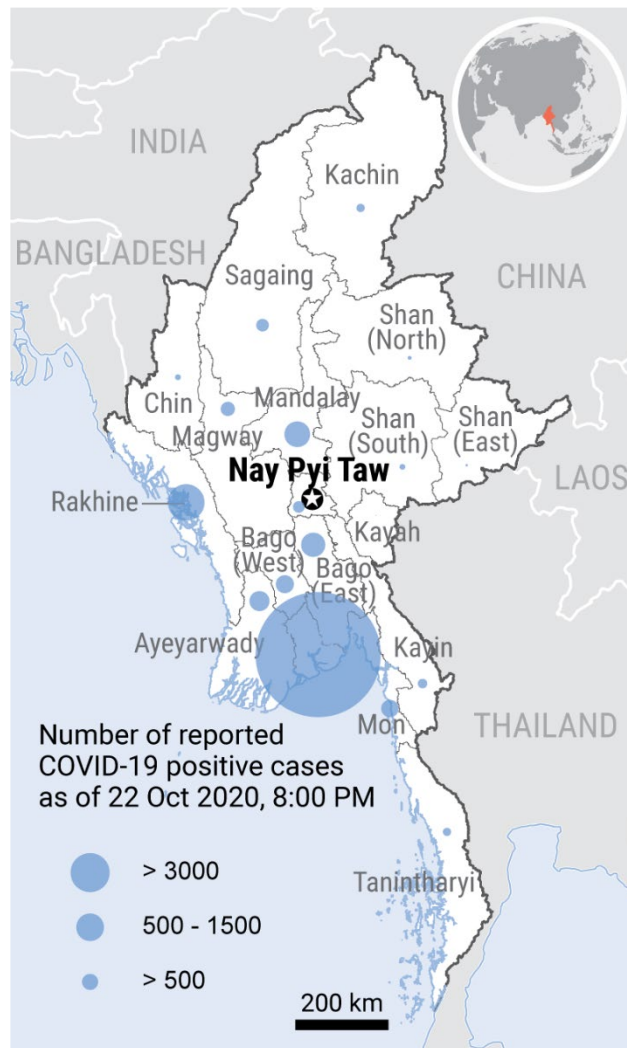 INDIA
Kachin
BANGLADESH
CHINA
Sagaing
Shan
(North)
Chin
Mandalay
Magway
Shan
(South)
Shan
(East)
Nay Pyi Taw
LAOS
Rakhine
Kayah
Bago
(West)
Bago
(East)
Ayeyarwady
Kayin
Mon
THAILAND
Number of reported
COVID-19 positive cases
as of 22 Oct 2020, 8:00 PM
> 3000
500 - 1500
> 500
Tanintharyi
200 km